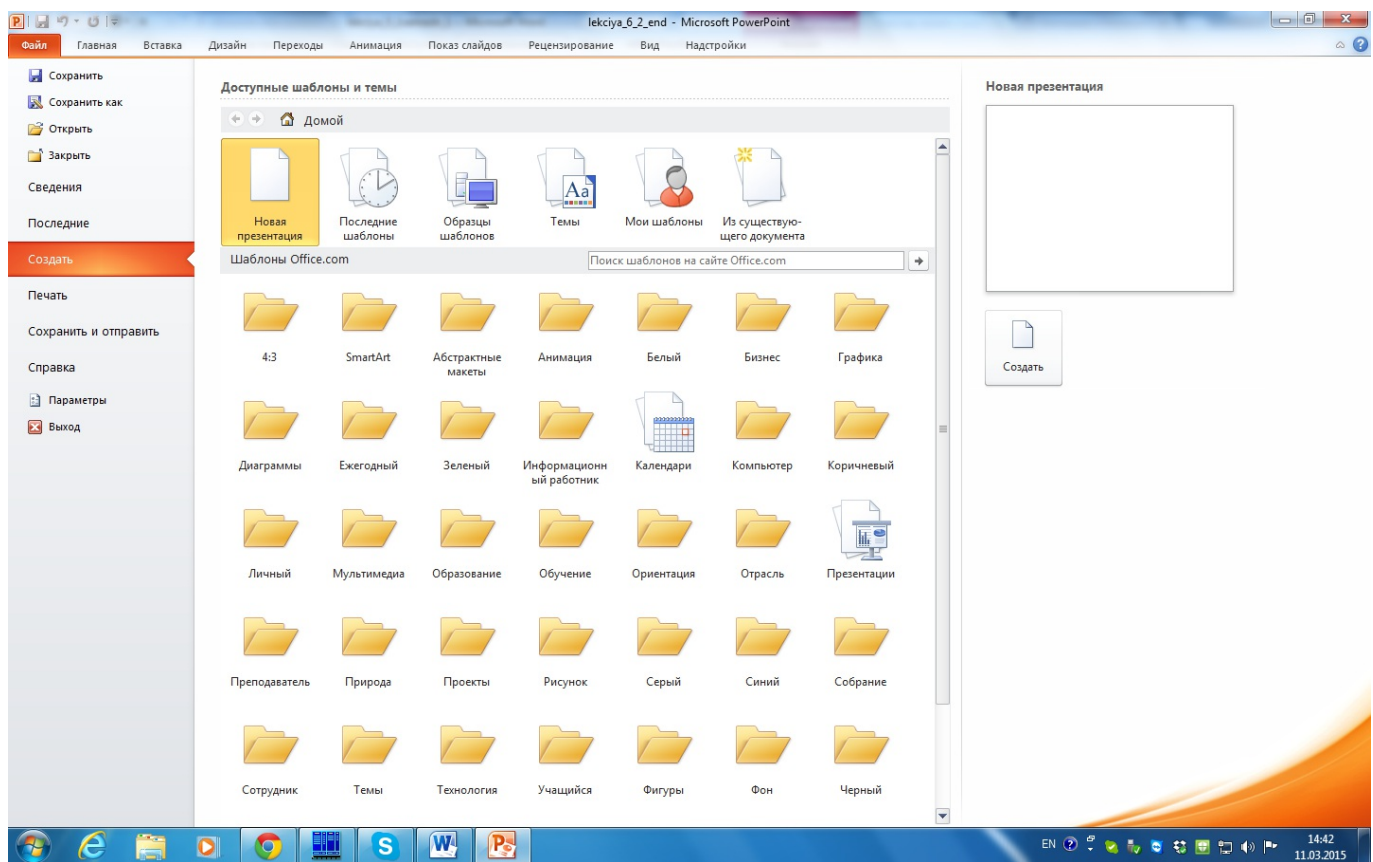 lekciya_6_2_end - Microsoft PowerPoint
Файл Главная Вставка Дизайн Переходы Анимация Показ слайдов Рецензирование Вид Надстройки
Сохранить
Сохранить как
Открыть
Закрыть
Сведения
Последние
Создать
Печать
Сохранить и отправить
Справка
Параметры
Выход
Доступные шаблоны и темы
Домой
Новая презентация
Последние шаблоны
Образцы шаблонов
Aa
Темы
Мои шаблоны
Из существую-
щего документа
Шаблоны Office.com
Поиск шаблонов на сайте Office.com
4:3 SmartArt Абстрактные макеты Анимация Белый Бизнес Графика
Диаграммы Ежегодный Зеленый Информационн
ый работник Календари Компьютер Коричневый
Личный Мультимедиа Образование Обучение Ориентация Отрасль Презентации
Преподаватель Природа Проекты Рисунок Серый Синий Собрание
Сотрудник Темы Технология Учащийся Фигуры Фон Черный
Новая презентация
Создать
EN
14:42
11.03.2015